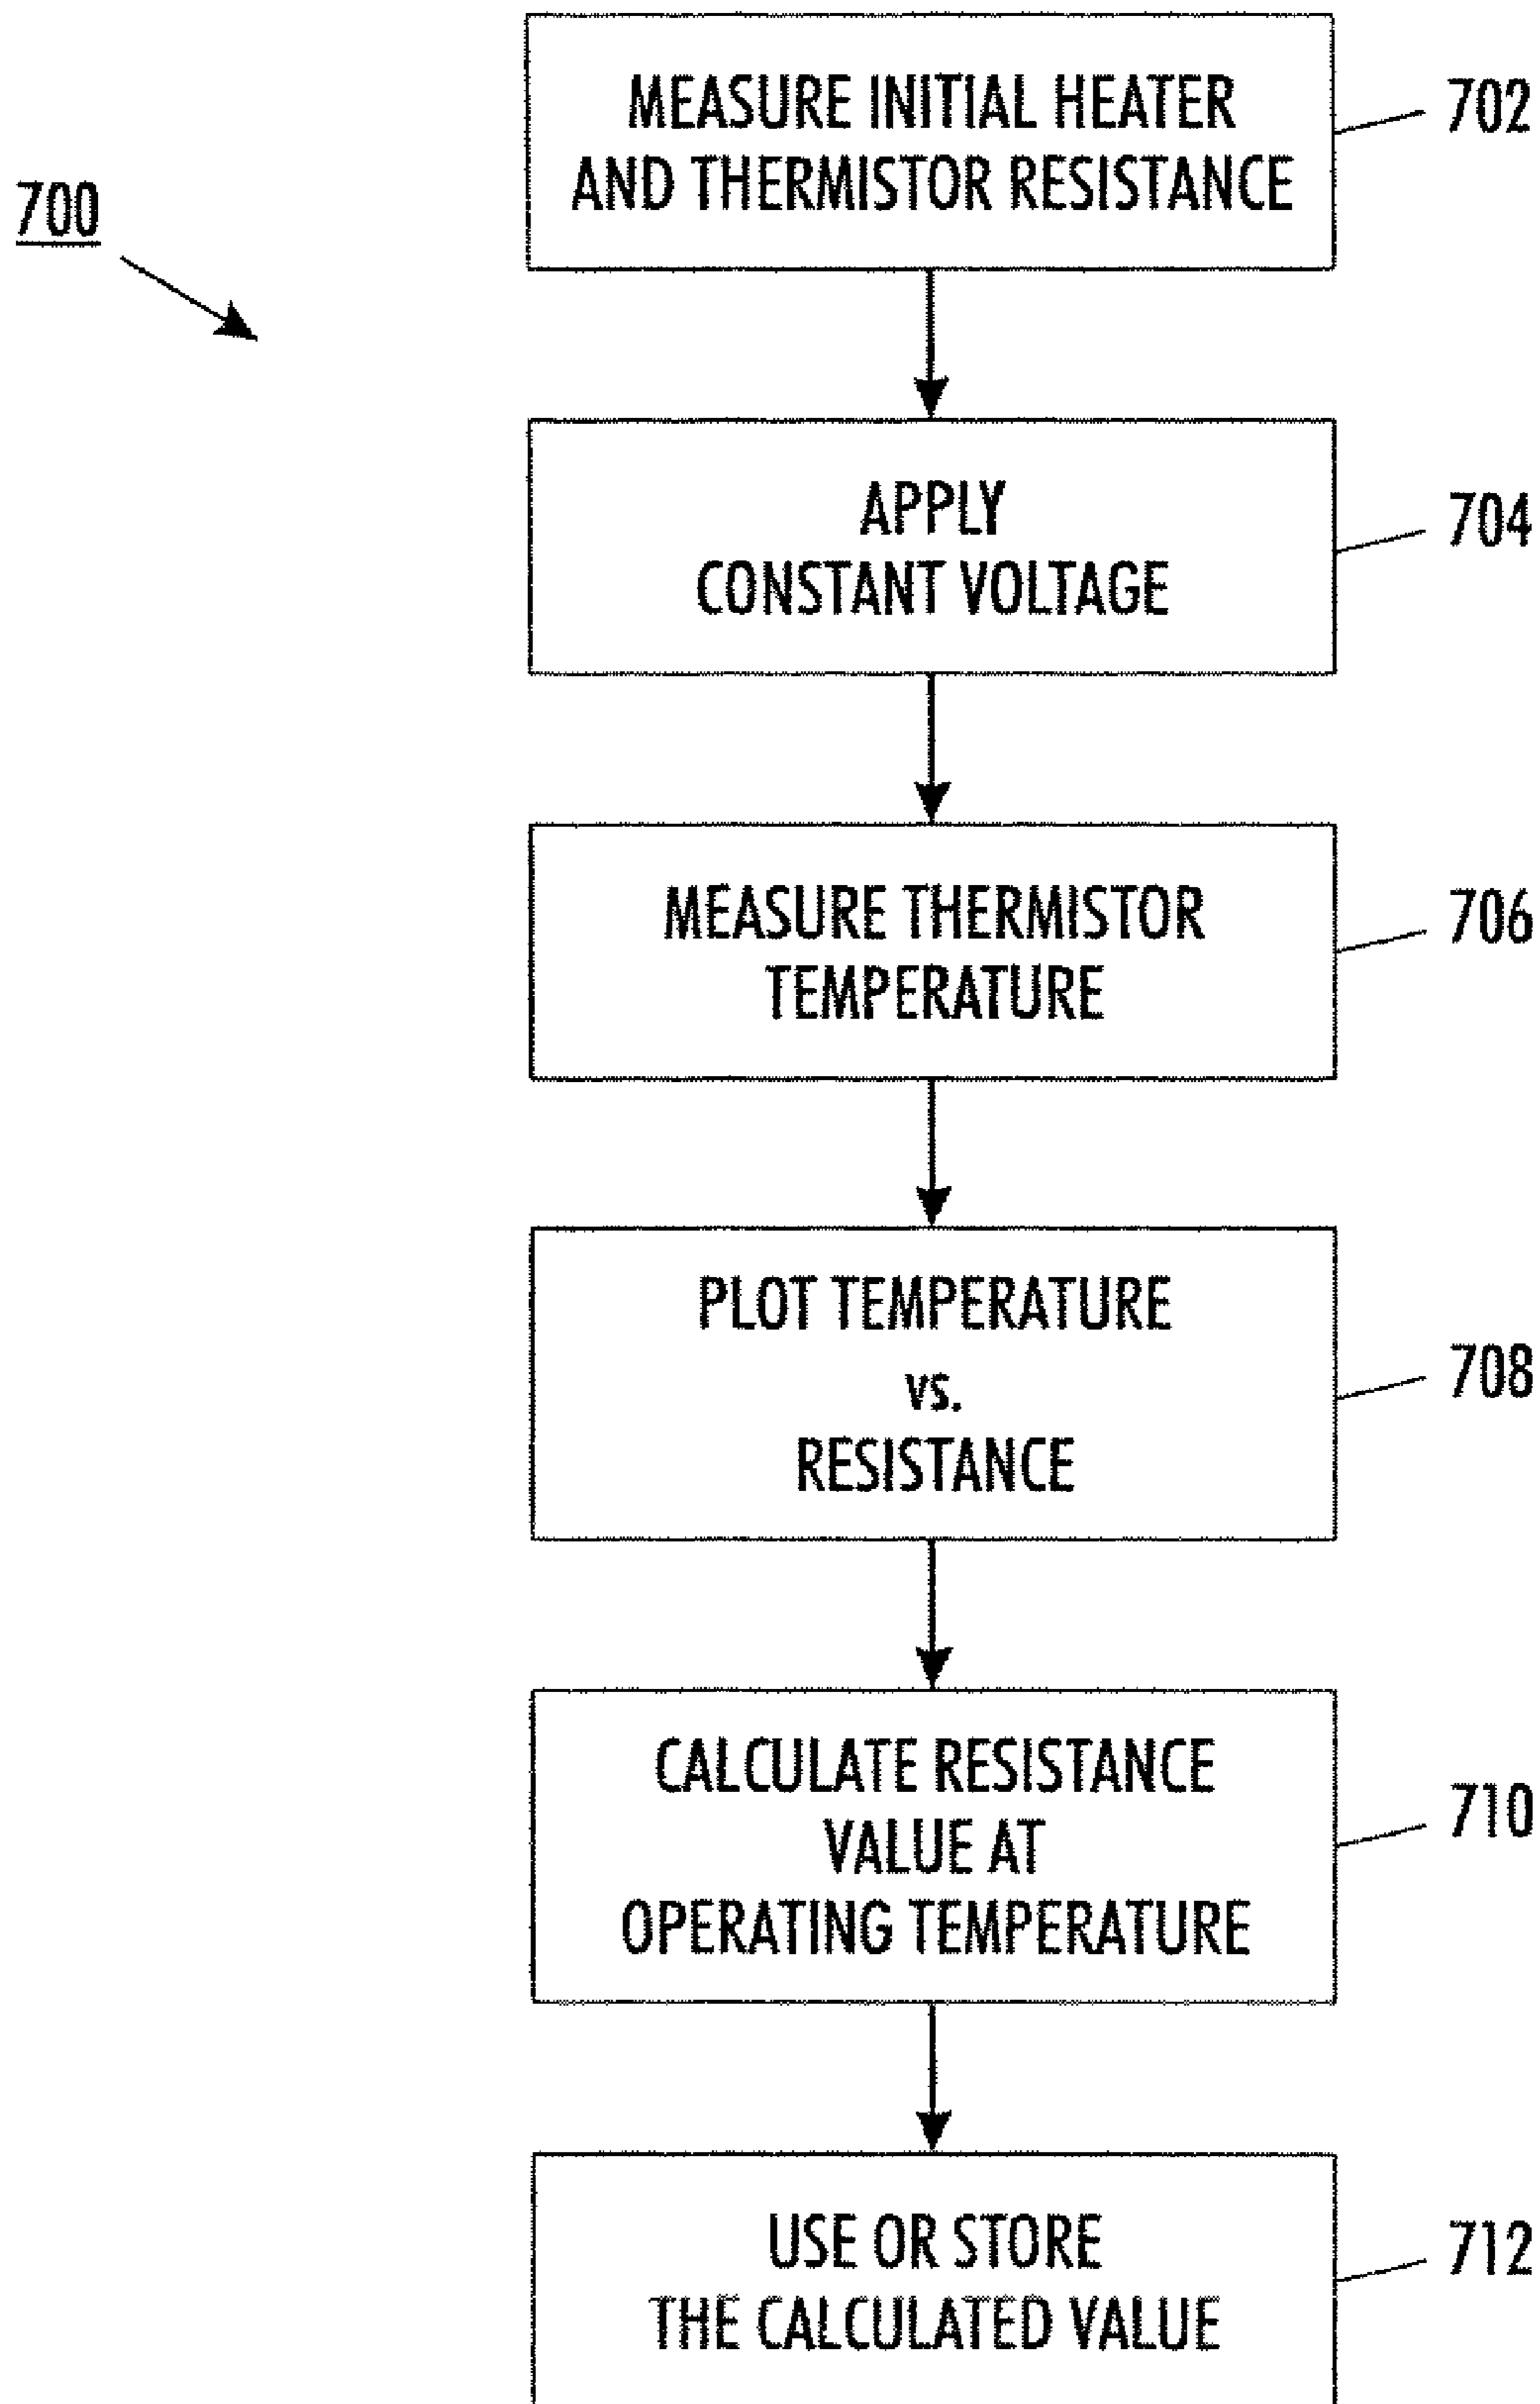 700
MEASURE INITIAL HEATER
AND THERMISTOR RESISTANCE
702
APPLY
CONSTANT VOLTAGE
704
MEASURE THERMISTOR
TEMPERATURE
706
PLOT TEMPERATURE
vs.
RESISTANCE
708
CALCULATE RESISTANCE
VALUE AT
OPERATING TEMPERATURE
710
USE OR STORE
THE CALCULATED VALUE
712